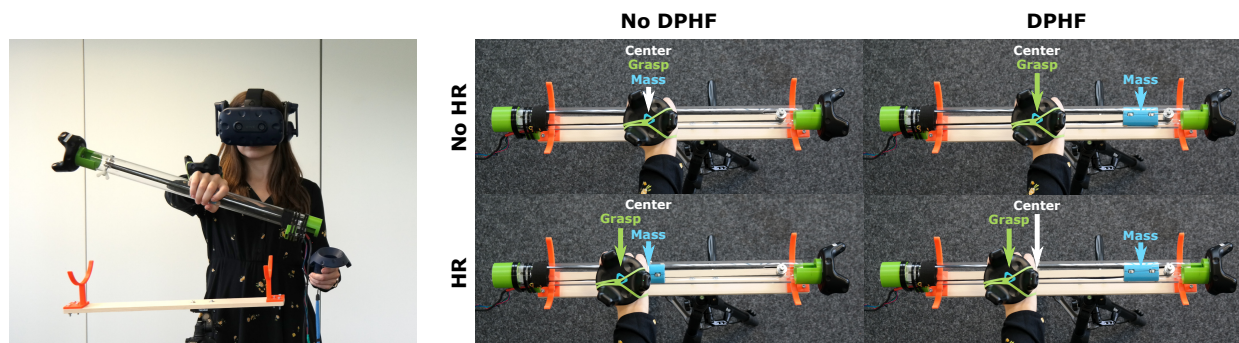 No DPHF
DPHF
No HR
Center
Grasp
Mass
Center
Grasp
Mass
HR
Center
Grasp
Mass
Center
Grasp
Mass